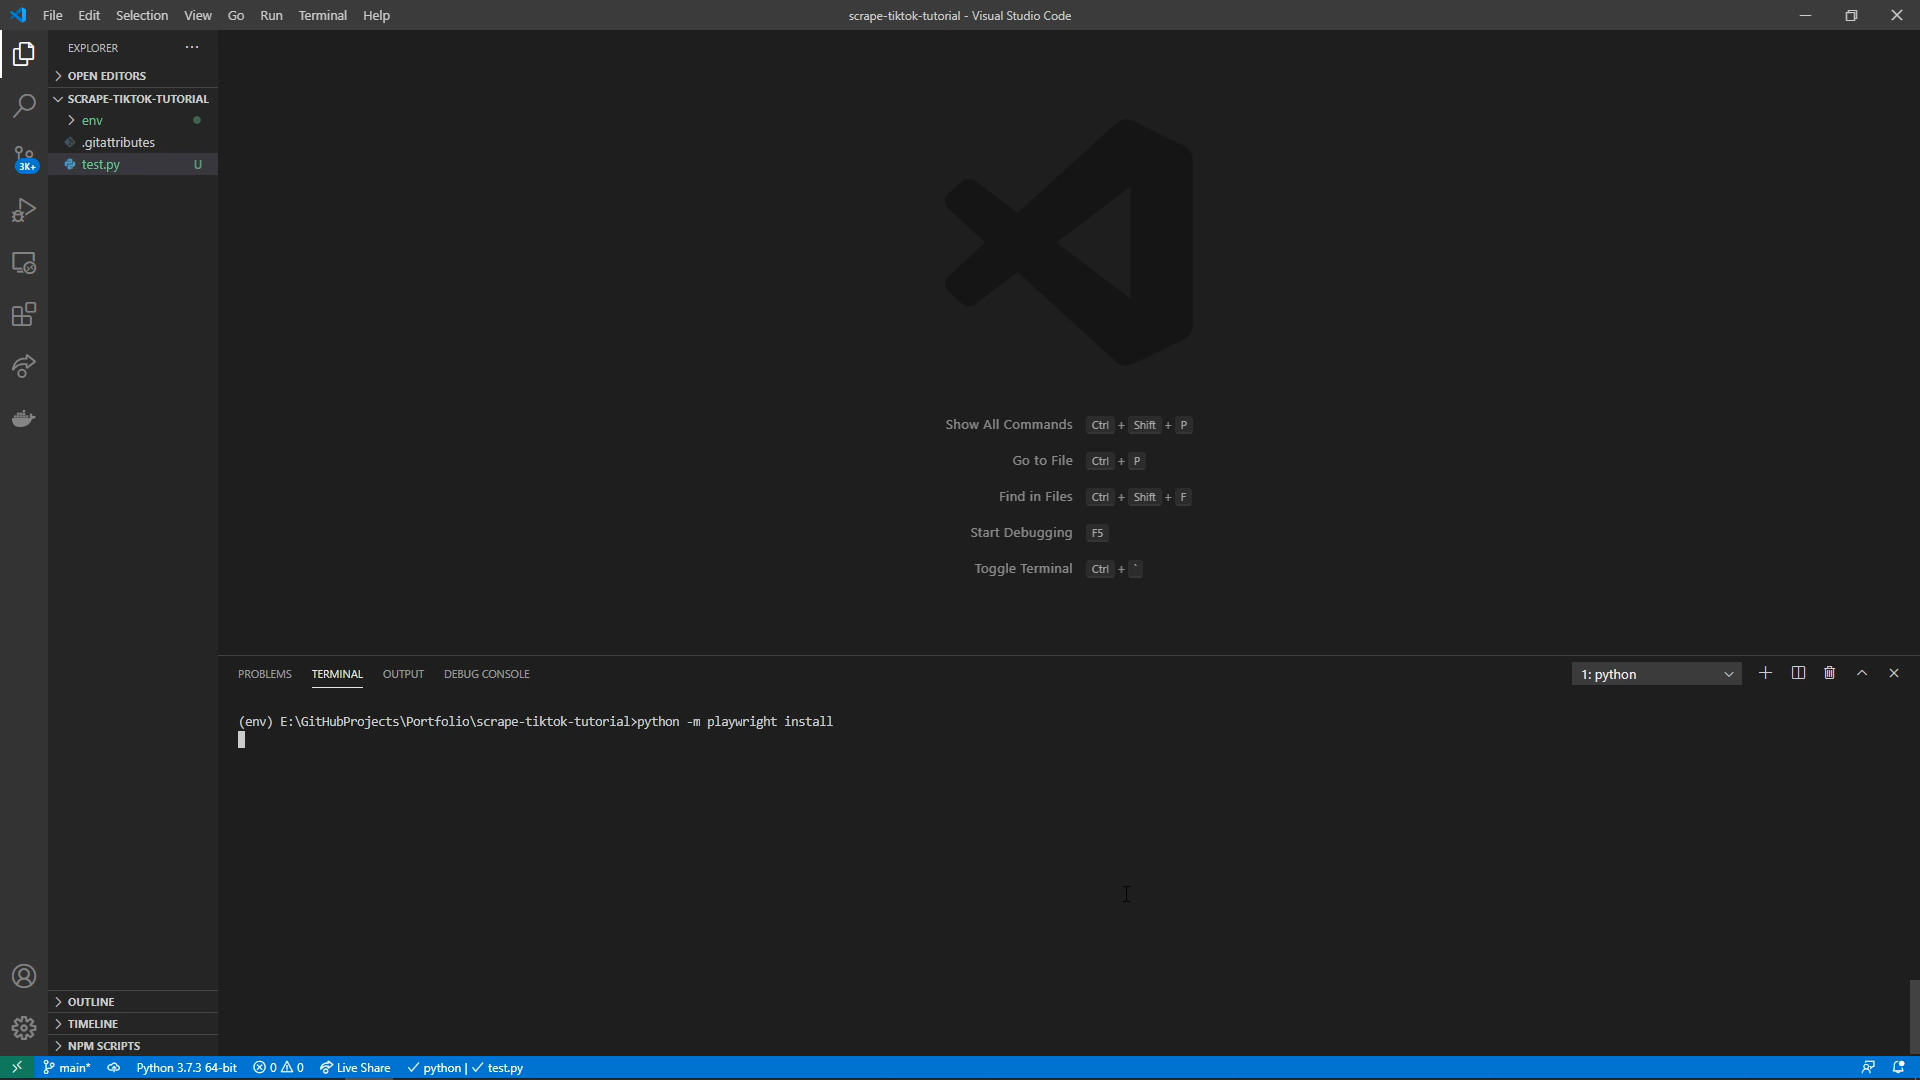 File Edit Selection View Go Run Terminal Help
scrape-tiktok-tutorial - Visual Studio Code
EXPLORER
OPEN EDITORS
SCRAPE-TIKTOK-TUTORIAL
env
.gitattributes
test.py U
3K+
Show All Commands Ctrl + Shift + P
Go to File Ctrl + P
Find in Files Ctrl + Shift + F
Start Debugging F5
Toggle Terminal Ctrl + `
PROBLEMS TERMINAL OUTPUT DEBUG CONSOLE
1: python
(env) E:\GitHubProjects\Portfolio\scrape-tiktok-tutorial>python -m playwright install
OUTLINE
TIMELINE
NPM SCRIPTS
main* Python 3.7.3 64-bit 0 0 Live Share python | test.py